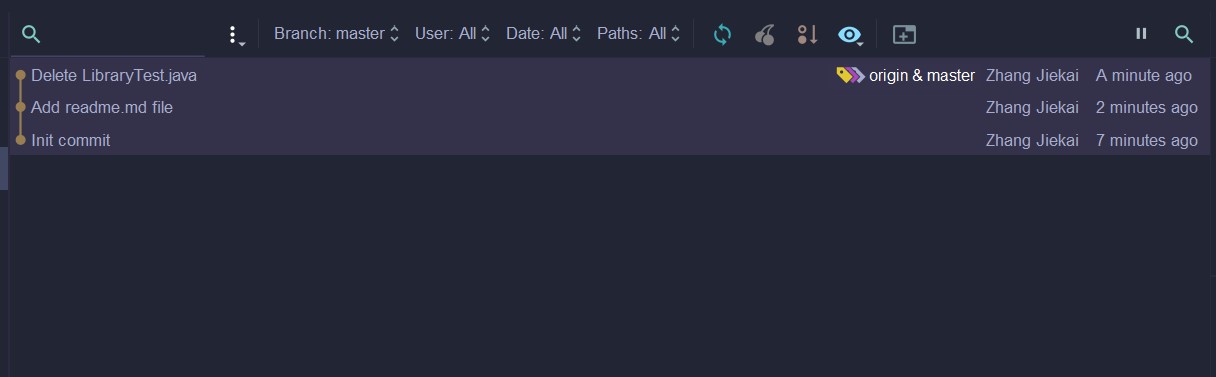 Branch: master User: All Date: All Paths: All
Delete LibraryTest.java origin & master Zhang Jiekai A minute ago
Add readme.md file Zhang Jiekai 2 minutes ago
Init commit Zhang Jiekai 7 minutes ago